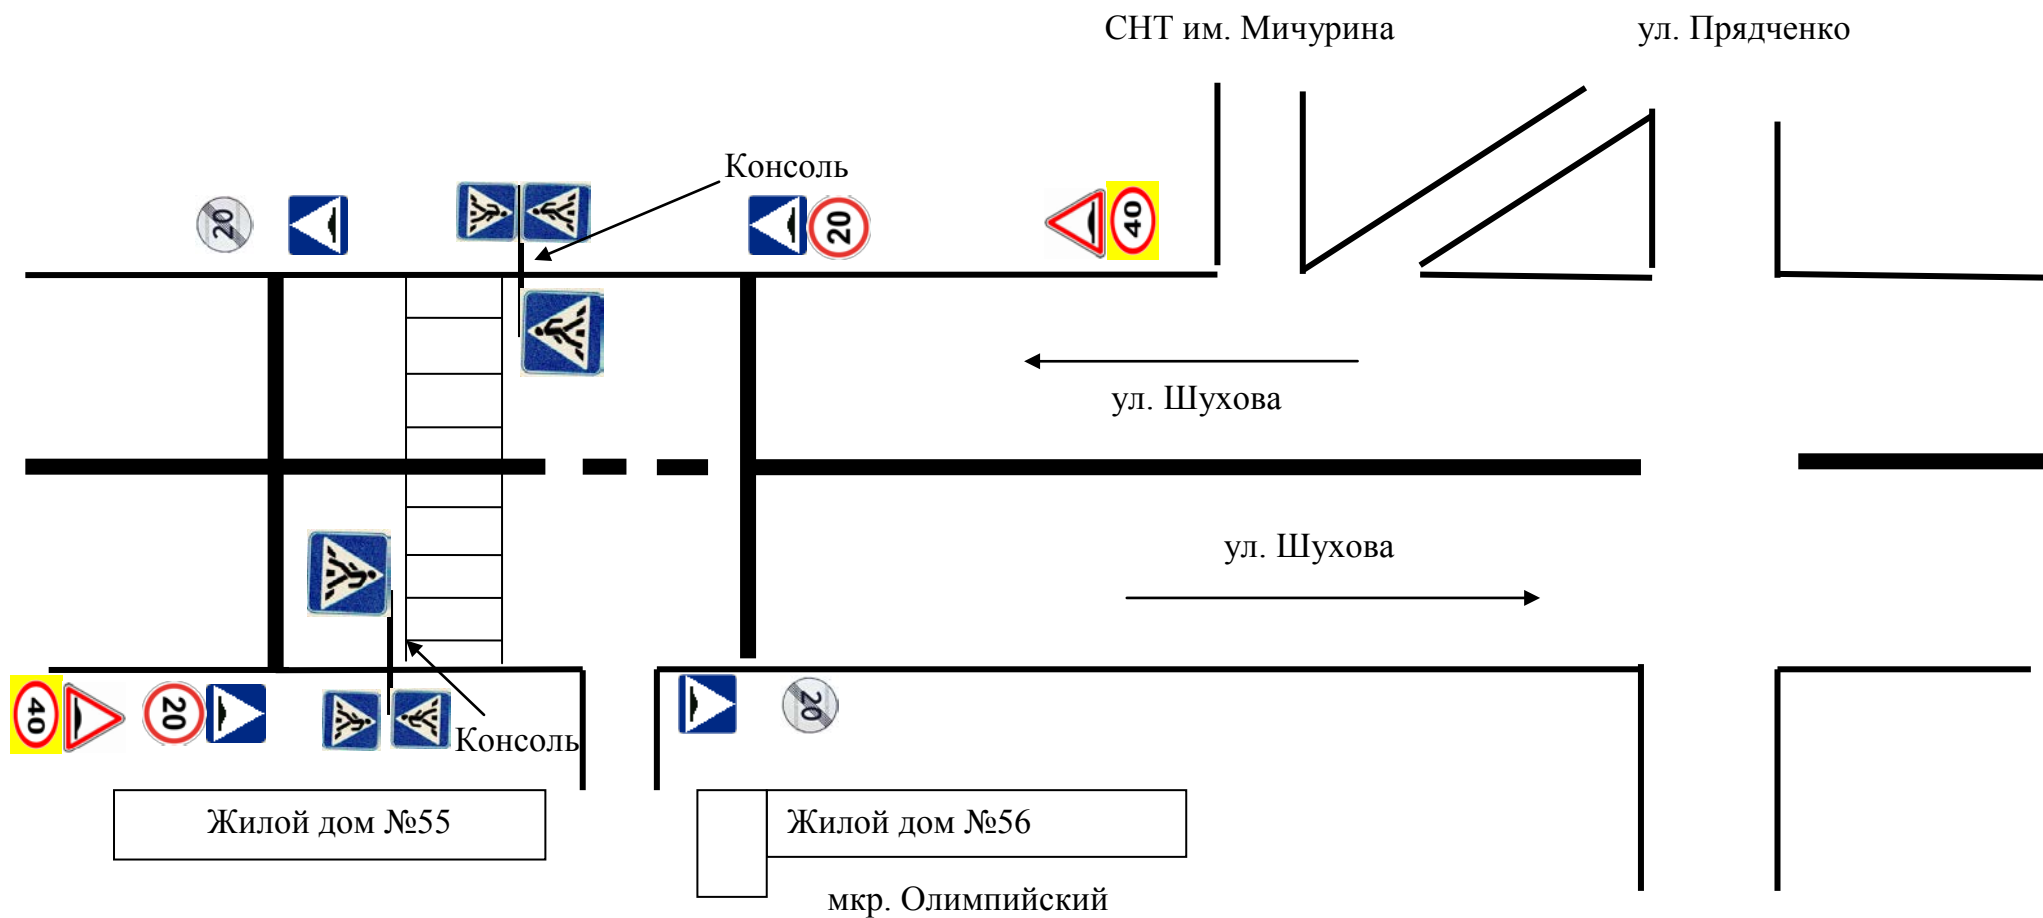 СНТ им. Мичурина
ул. Прядченко
Консоль
20
20
40
ул. Шухова
ул. Шухова
40
20
20
Консоль
Жилой дом №55
Жилой дом №56
мкр. Олимпийский